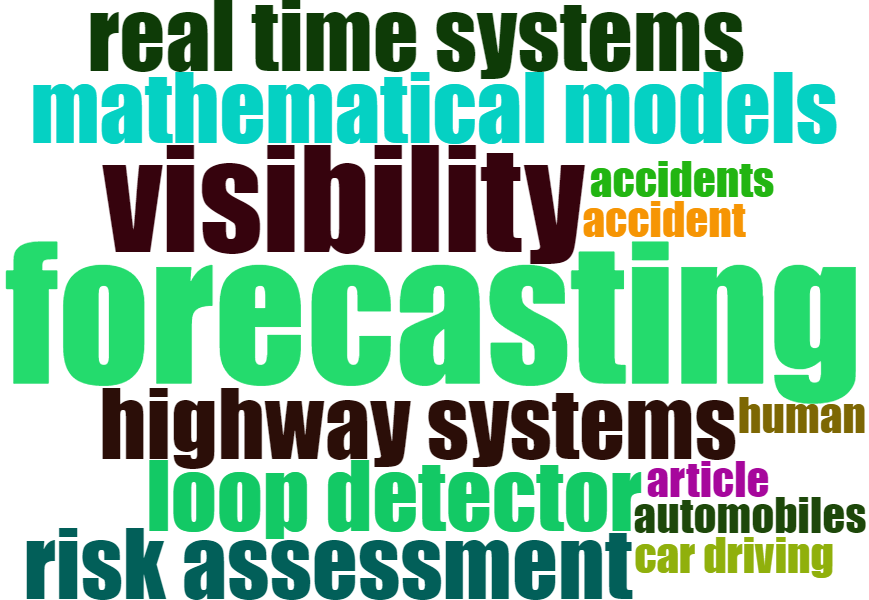 real time systems
mathematical models
visibility
accidents
accident
forecasting
highway systems
human
loop detector
article
automobiles
risk assessment
car driving